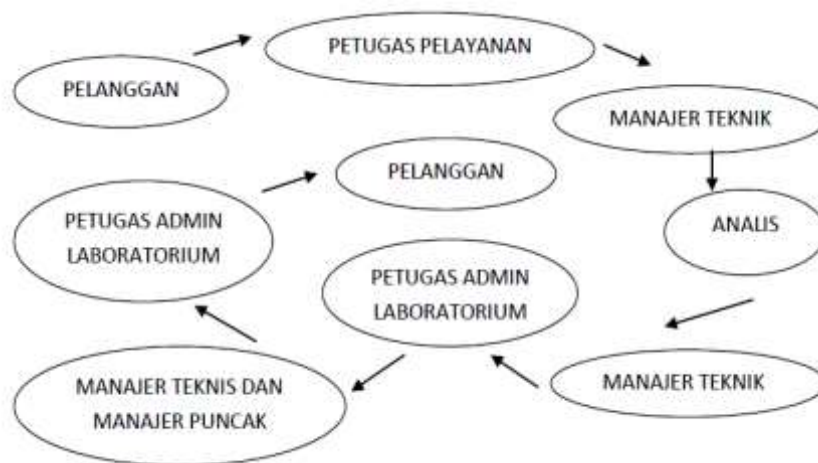 PELANGGAN
PETUGAS PELAYANAN
MANAJER TEKNIK
ANALIS
MANAJER TEKNIK
PETUGAS ADMIN
LABORATORIUM
MANAJER TEKNIS DAN
MANAJER PUNCAK
PETUGAS ADMIN
LABORATORIUM
PELANGGAN